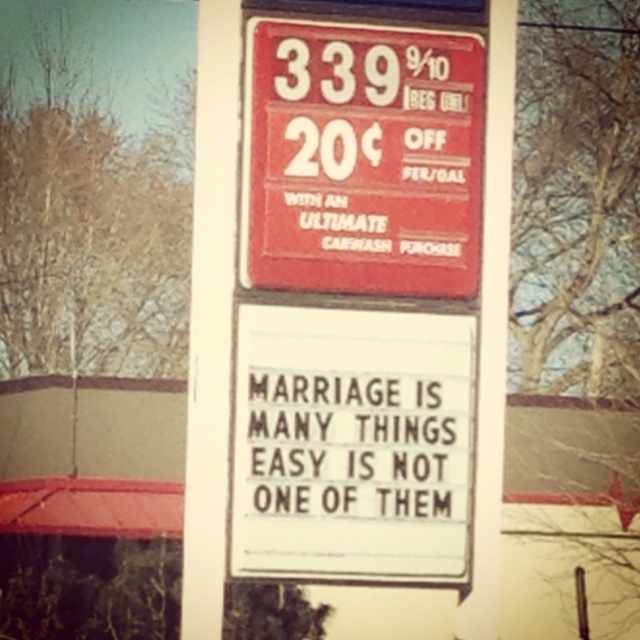 339 9/10
REG UNL
20¢ OFF
PER/GAL
WITH AN
ULTIMATE
CARWASH PURCHASE
MARRIAGE IS
MANY THINGS
EASY IS NOT
ONE OF THEM